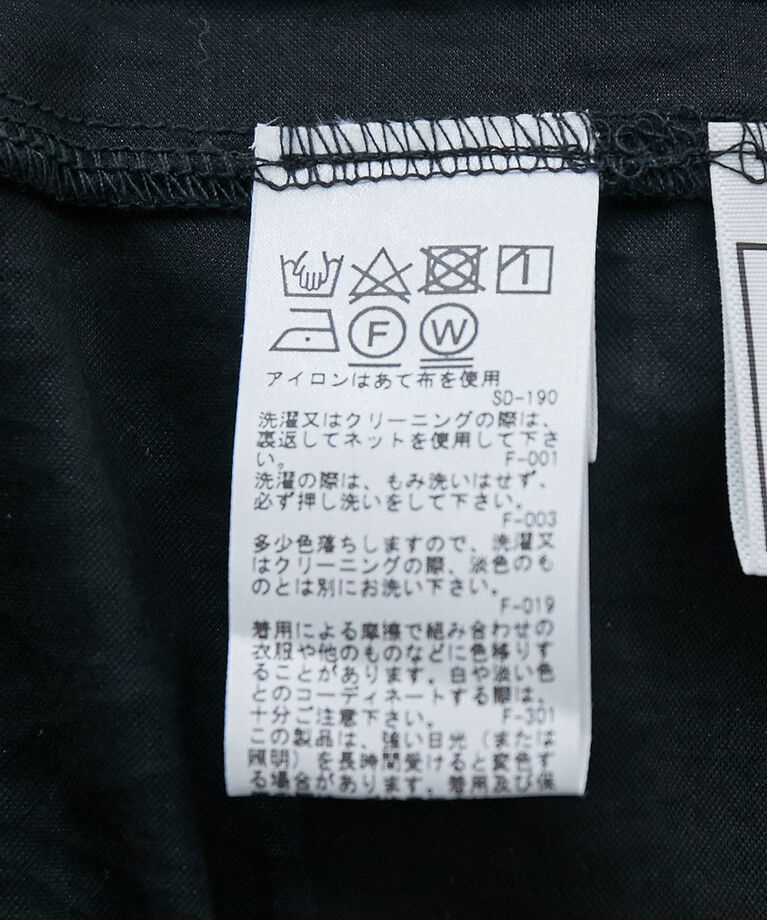 F W
アイロンはあて布を使用
SD-190
洗濯又はクリーニングの際は、
裏返してネットを使用して下さ
い。 F-001
洗濯の際は、もみ洗いはせず、
必ず押し洗いをして下さい。
F-003
多少色落ちしますので、洗濯又
はクリーニングの際、淡色のも
のとは別にお洗い下さい。
F-019
着用による摩擦で組み合わせの
衣服や他のものなどに色移りす
ることがあります。白や淡い色
とのコーディネートする際は、
十分ご注意下さい。 F-301
この製品は、強い日光（または
照明）を長時間受けると変色す
る場合があります。着用及び保